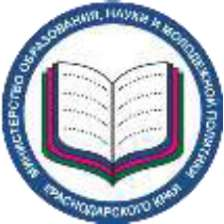 МИНИСТЕРСТВО ОБРАЗОВАНИЯ, НАУКИ И МОЛОДЕЖНОЙ ПОЛИТИКИ
КРАСНОДАРСКОГО КРАЯ